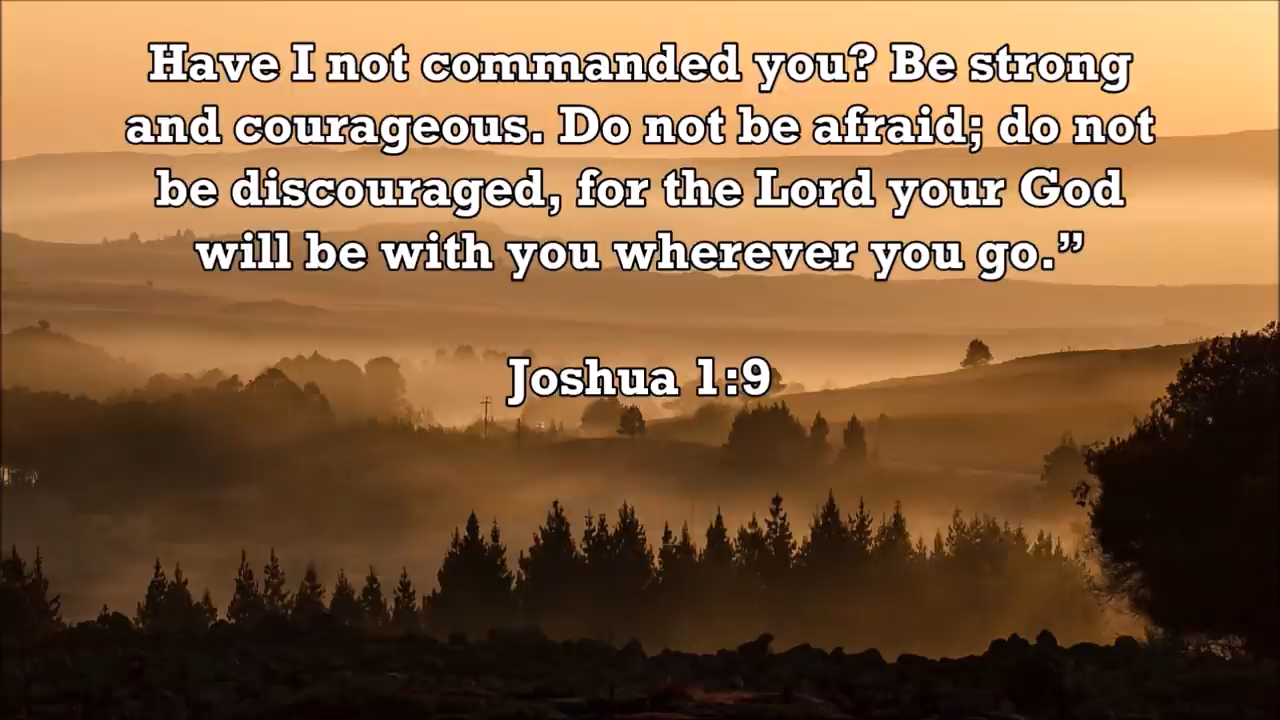 Have I not commanded you? Be strong
and courageous. Do not be afraid; do not
be discouraged, for the Lord your God
will be with you wherever you go.”
Joshua 1:9